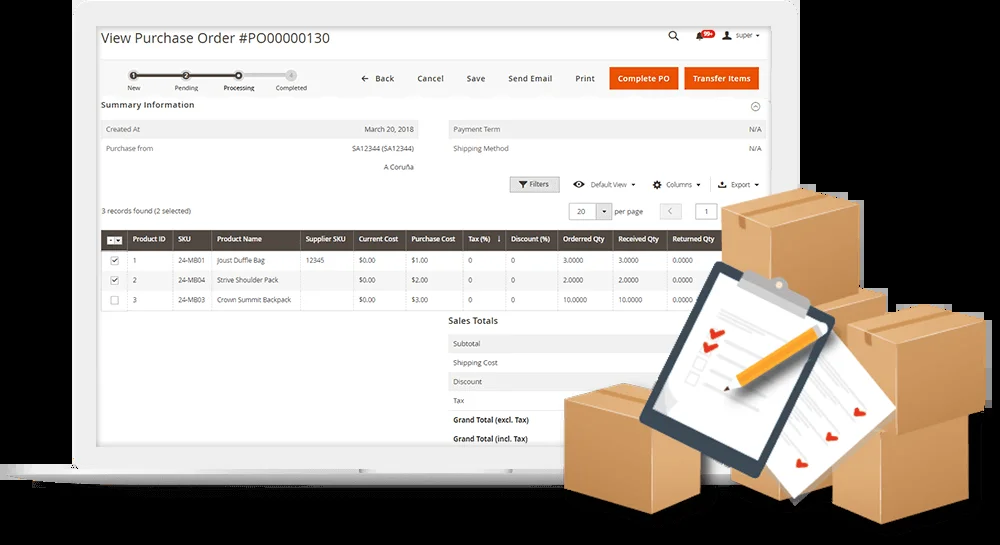 View Purchase Order #PO00000130
99+ super
1 2 3 4
New Pending Processing Completed
Back Cancel Save Send Email Print Complete PO Transfer Items
Summary Information
Created At March 20, 2018 Payment Term N/A
Purchase from SA12344 (SA12344) Shipping Method N/A
A Coruña
Filters Default View Columns Export
3 records found (2 selected) 20 per page 1
Product ID SKU Product Name Supplier SKU Current Cost Purchase Cost Tax (%) ↓ Discount (%) Orderred Qty Received Qty Returned Qty
1 24-MB01 Joust Duffle Bag 12345 $0.00 $1.00 0 0 3.0000 3.0000 0.0000
2 24-MB04 Strive Shoulder Pack $0.00 $2.00 0 0 2.0000 2.0000 0.0000
3 24-MB03 Crown Summit Backpack $0.00 $3.00 0 0 10.0000 10.0000 0.0000
Sales Totals
Subtotal
Shipping Cost
Discount
Tax
Grand Total (excl. Tax)
Grand Total (incl. Tax)